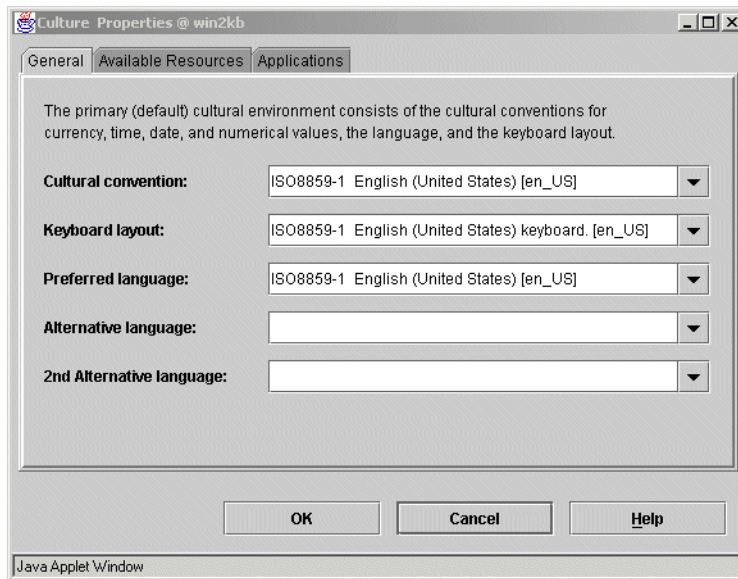 Culture Properties @ win2kb
General Available Resources Applications
The primary (default) cultural environment consists of the cultural conventions for
currency, time, date, and numerical values, the language, and the keyboard layout.
Cultural convention: ISO8859-1 English (United States) [en_US]
Keyboard layout: ISO8859-1 English (United States) keyboard. [en_US]
Preferred language: ISO8859-1 English (United States) [en_US]
Alternative language:
2nd Alternative language:
OK Cancel Help
Java Applet Window